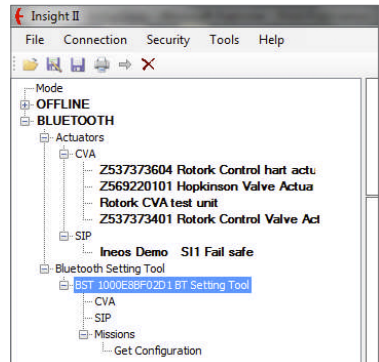 Insight II
File Connection Security Tools Help
Mode
OFFLINE
BLUETOOTH
Actuators
CVA
Z537373604 Rotork Control hart actu
Z569220101 Hopkinson Valve Actua
Rotork CVA test unit
Z537373401 Rotork Control Valve Act
SIP
Ineos Demo SI1 Fail safe
Bluetooth Setting Tool
BST 1000E8BF02D1 BT Setting Tool
CVA
SIP
Missions
Get Configuration